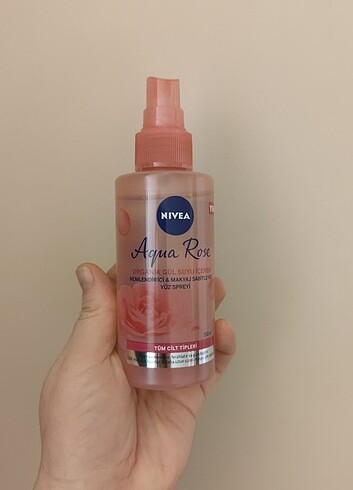 NIVEA
Aqua Rose
ORGANİK GÜL SUYU İÇEREN
NEMLENDİRİCİ & MAKYAJ SABİTLEYİCİ
YÜZ SPREYİ
TÜM CİLT TİPLERİ